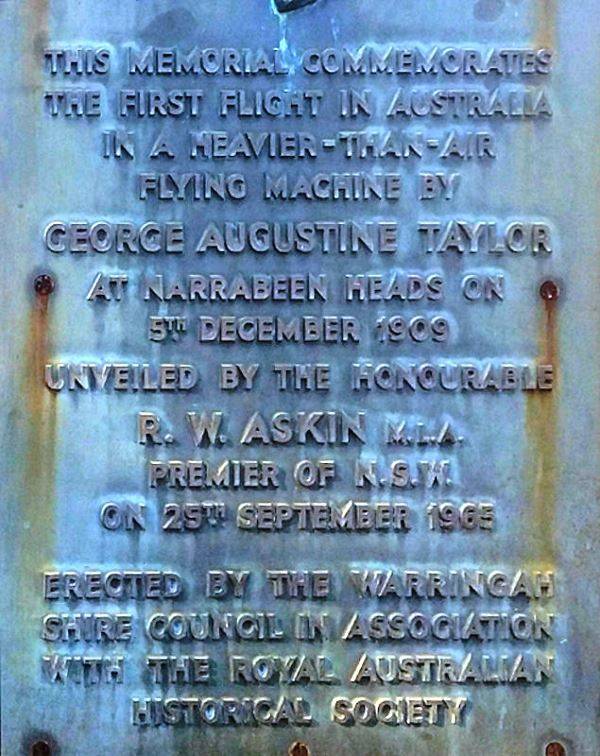 THIS MEMORIAL COMMEMORATES
THE FIRST FLIGHT IN AUSTRALIA
IN A HEAVIER-THAN-AIR
FLYING MACHINE BY
GEORGE AUGUSTINE TAYLOR
AT NARRABEEN HEADS ON
5TH DECEMBER 1909
UNVEILED BY THE HONOURABLE
R. W. ASKIN M.L.A.
PREMIER OF N.S.W.
ON 25TH SEPTEMBER 1965
ERECTED BY THE WARRINGAH
SHIRE COUNCIL IN ASSOCIATION
WITH THE ROYAL AUSTRALIAN
HISTORICAL SOCIETY